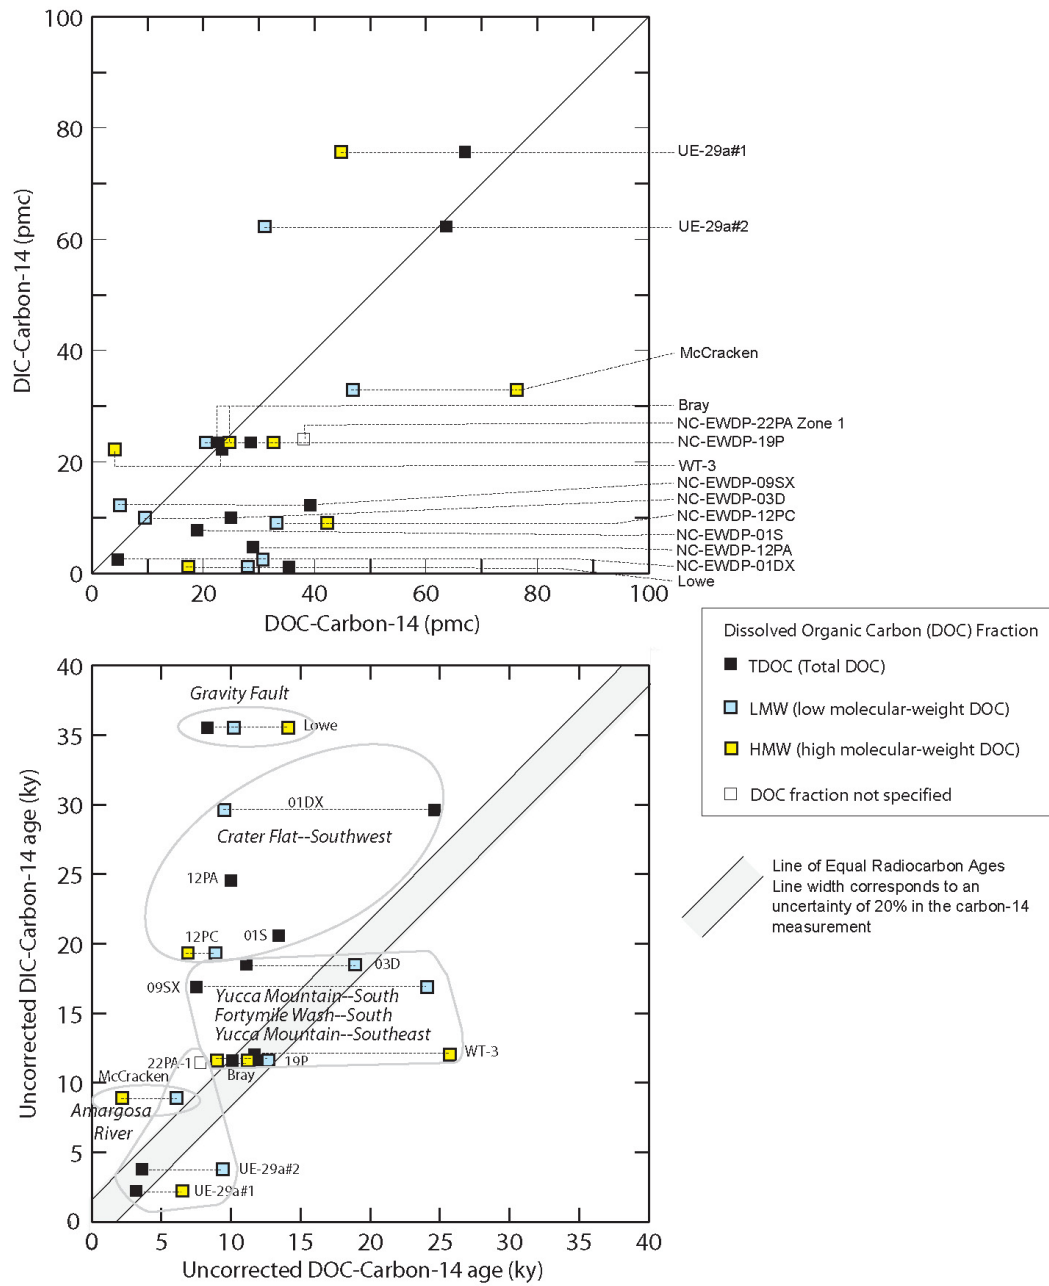 100
80
60
40
20
0
DIC-Carbon-14 (pmc)
UE-29a#1
UE-29a#2
McCracken
Bray
NC-EWDP-22PA Zone 1
NC-EWDP-19P
WT-3
NC-EWDP-09SX
NC-EWDP-03D
NC-EWDP-12PC
NC-EWDP-01S
NC-EWDP-12PA
NC-EWDP-01DX
Lowe
0 20 40 60 80 100
DOC-Carbon-14 (pmc)
Dissolved Organic Carbon (DOC) Fraction
TDOC (Total DOC)
LMW (low molecular-weight DOC)
HMW (high molecular-weight DOC)
DOC fraction not specified
Line of Equal Radiocarbon Ages
Line width corresponds to an
uncertainty of 20% in the carbon-14
measurement
40
35
30
25
20
15
10
5
0
Uncorrected DIC-Carbon-14 age (ky)
Gravity Fault
Lowe
01DX
Crater Flat--Southwest
12PA
12PC
01S
03D
09SX
Yucca Mountain--South
Fortymile Wash--South
Yucca Mountain--Southeast
WT-3
22PA-1
19P
Bray
McCracken
Amargosa
River
UE-29a#2
UE-29a#1
0 5 10 15 20 25 30 35 40
Uncorrected DOC-Carbon-14 age (ky)